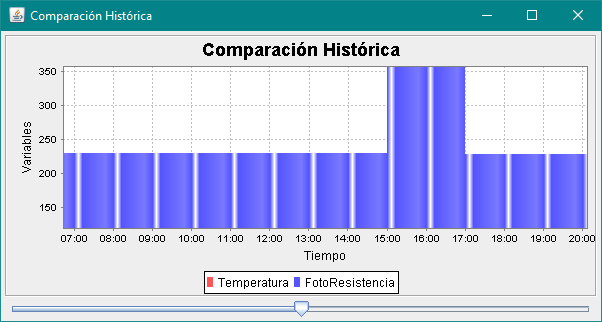 Comparación Histórica
Comparación Histórica
350
300
250
200
150
Variables
07:00 08:00 09:00 10:00 11:00 12:00 13:00 14:00 15:00 16:00 17:00 18:00 19:00 20:00
Tiempo
Temperatura FotoResistencia